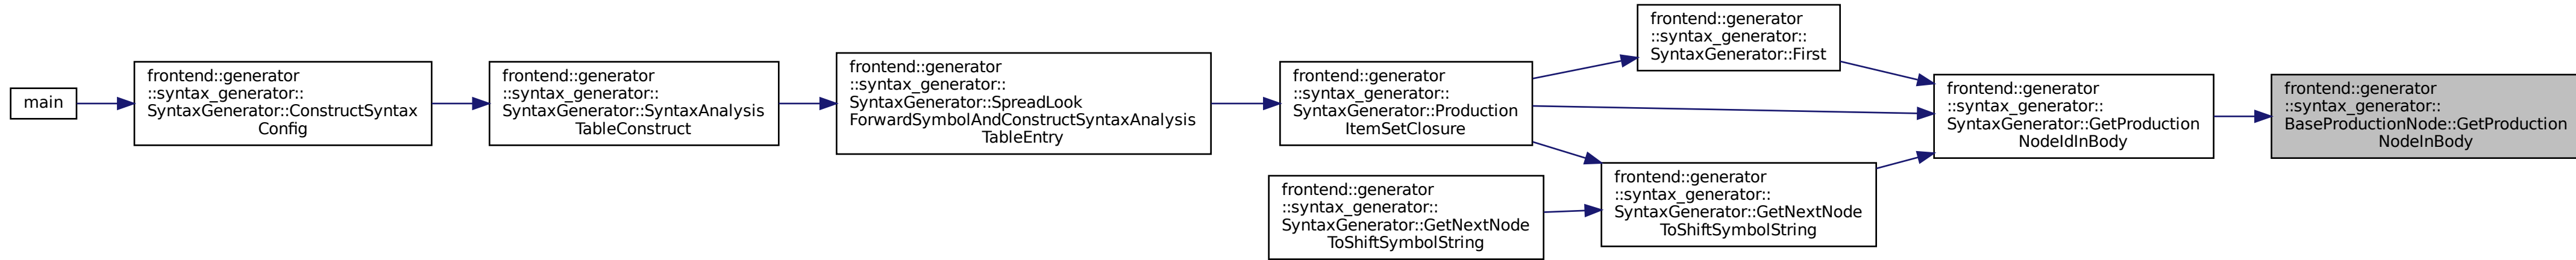 main
frontend::generator
::syntax_generator::
SyntaxGenerator::ConstructSyntax
Config
frontend::generator
::syntax_generator::
SyntaxGenerator::SyntaxAnalysis
TableConstruct
frontend::generator
::syntax_generator::
SyntaxGenerator::SpreadLook
ForwardSymbolAndConstructSyntaxAnalysis
TableEntry
frontend::generator
::syntax_generator::
SyntaxGenerator::Production
ItemSetClosure
frontend::generator
::syntax_generator::
SyntaxGenerator::GetNextNode
ToShiftSymbolString
frontend::generator
::syntax_generator::
SyntaxGenerator::First
frontend::generator
::syntax_generator::
SyntaxGenerator::GetNextNode
ToShiftSymbolString
frontend::generator
::syntax_generator::
SyntaxGenerator::GetProduction
NodeIdInBody
frontend::generator
::syntax_generator::
BaseProductionNode::GetProduction
NodeInBody